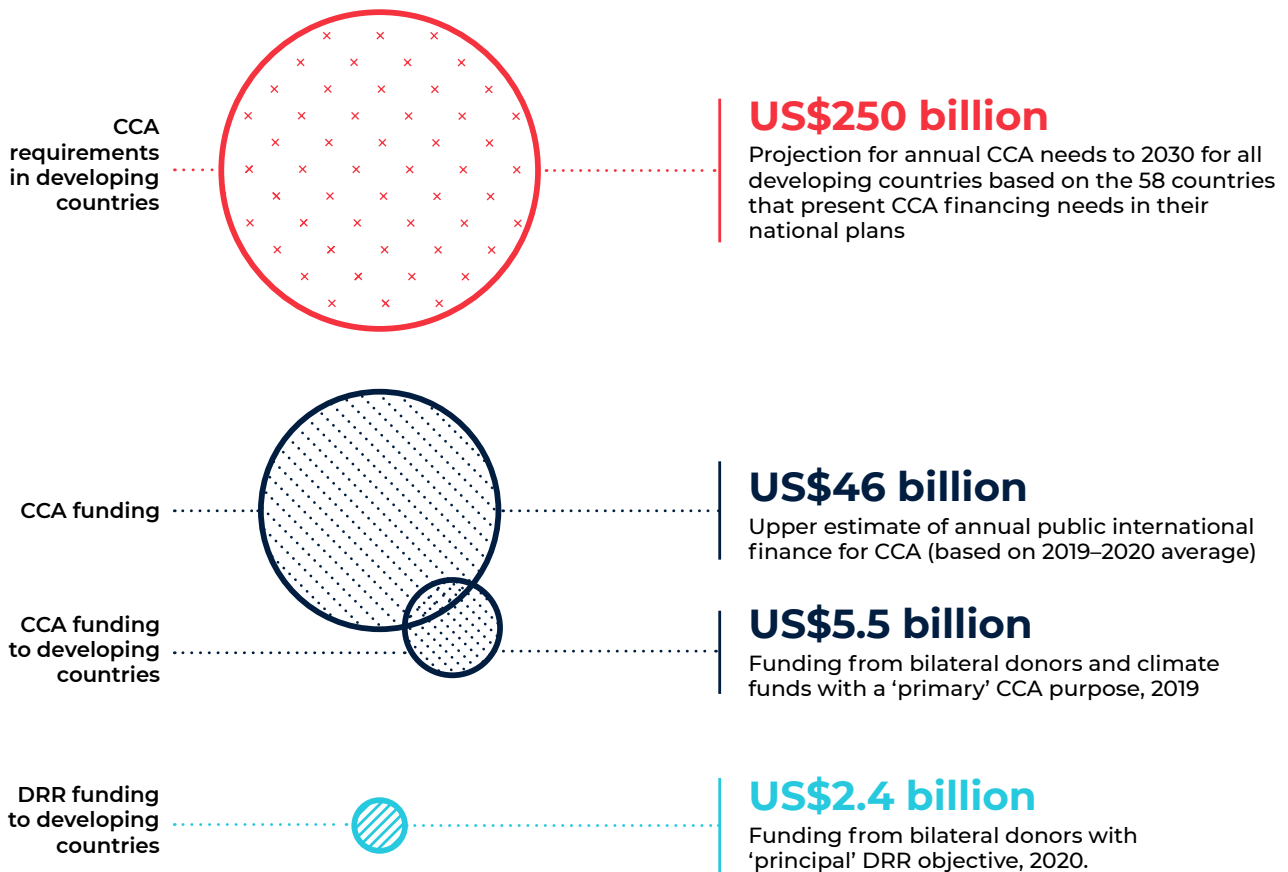 CCA
requirements
in developing
countries
US$250 billion
Projection for annual CCA needs to 2030 for all
developing countries based on the 58 countries
that present CCA financing needs in their
national plans
CCA funding
US$46 billion
Upper estimate of annual public international
finance for CCA (based on 2019–2020 average)
CCA funding
to developing
countries
US$5.5 billion
Funding from bilateral donors and climate
funds with a ‘primary’ CCA purpose, 2019
DRR funding
to developing
countries
US$2.4 billion
Funding from bilateral donors with
‘principal’ DRR objective, 2020.